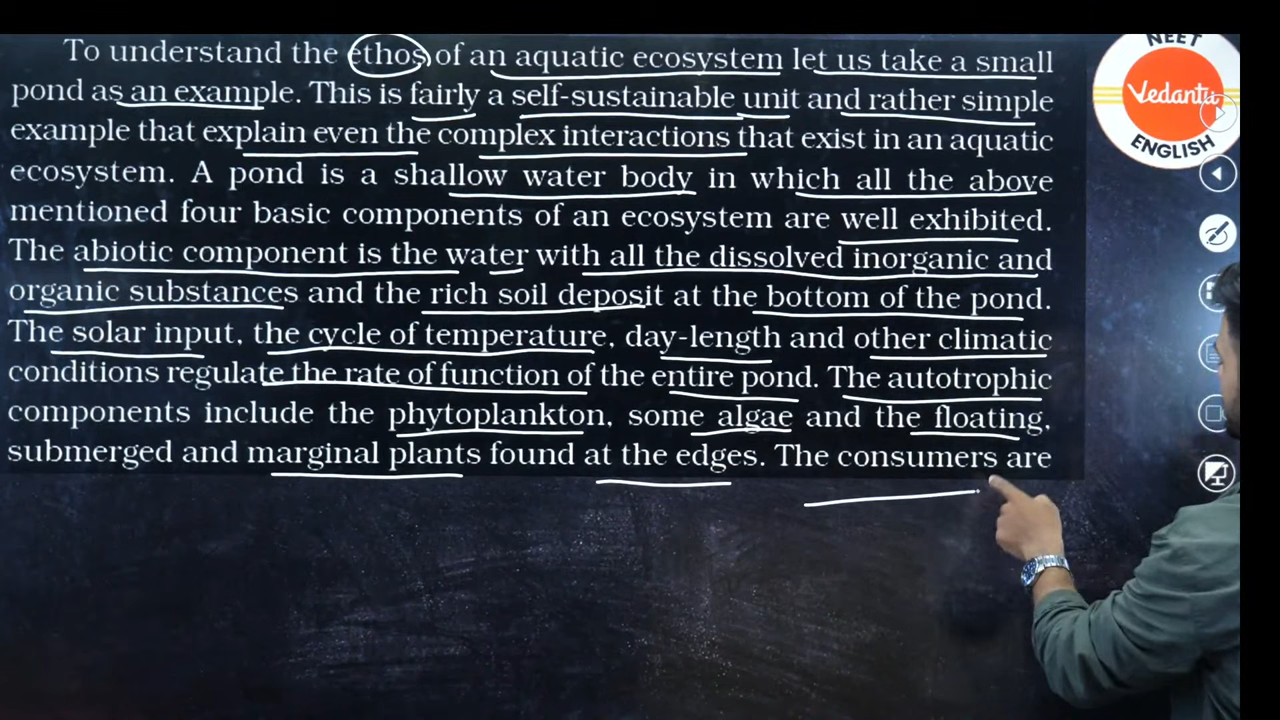 To understand the ethos of an aquatic ecosystem let us take a small
pond as an example. This is fairly a self-sustainable unit and rather simple
example that explain even the complex interactions that exist in an aquatic
ecosystem. A pond is a shallow water body in which all the above
mentioned four basic components of an ecosystem are well exhibited.
The abiotic component is the water with all the dissolved inorganic and
organic substances and the rich soil deposit at the bottom of the pond.
The solar input, the cycle of temperature, day-length and other climatic
conditions regulate the rate of function of the entire pond. The autotrophic
components include the phytoplankton, some algae and the floating,
submerged and marginal plants found at the edges. The consumers are
NEET
Vedantu
ENGLISH